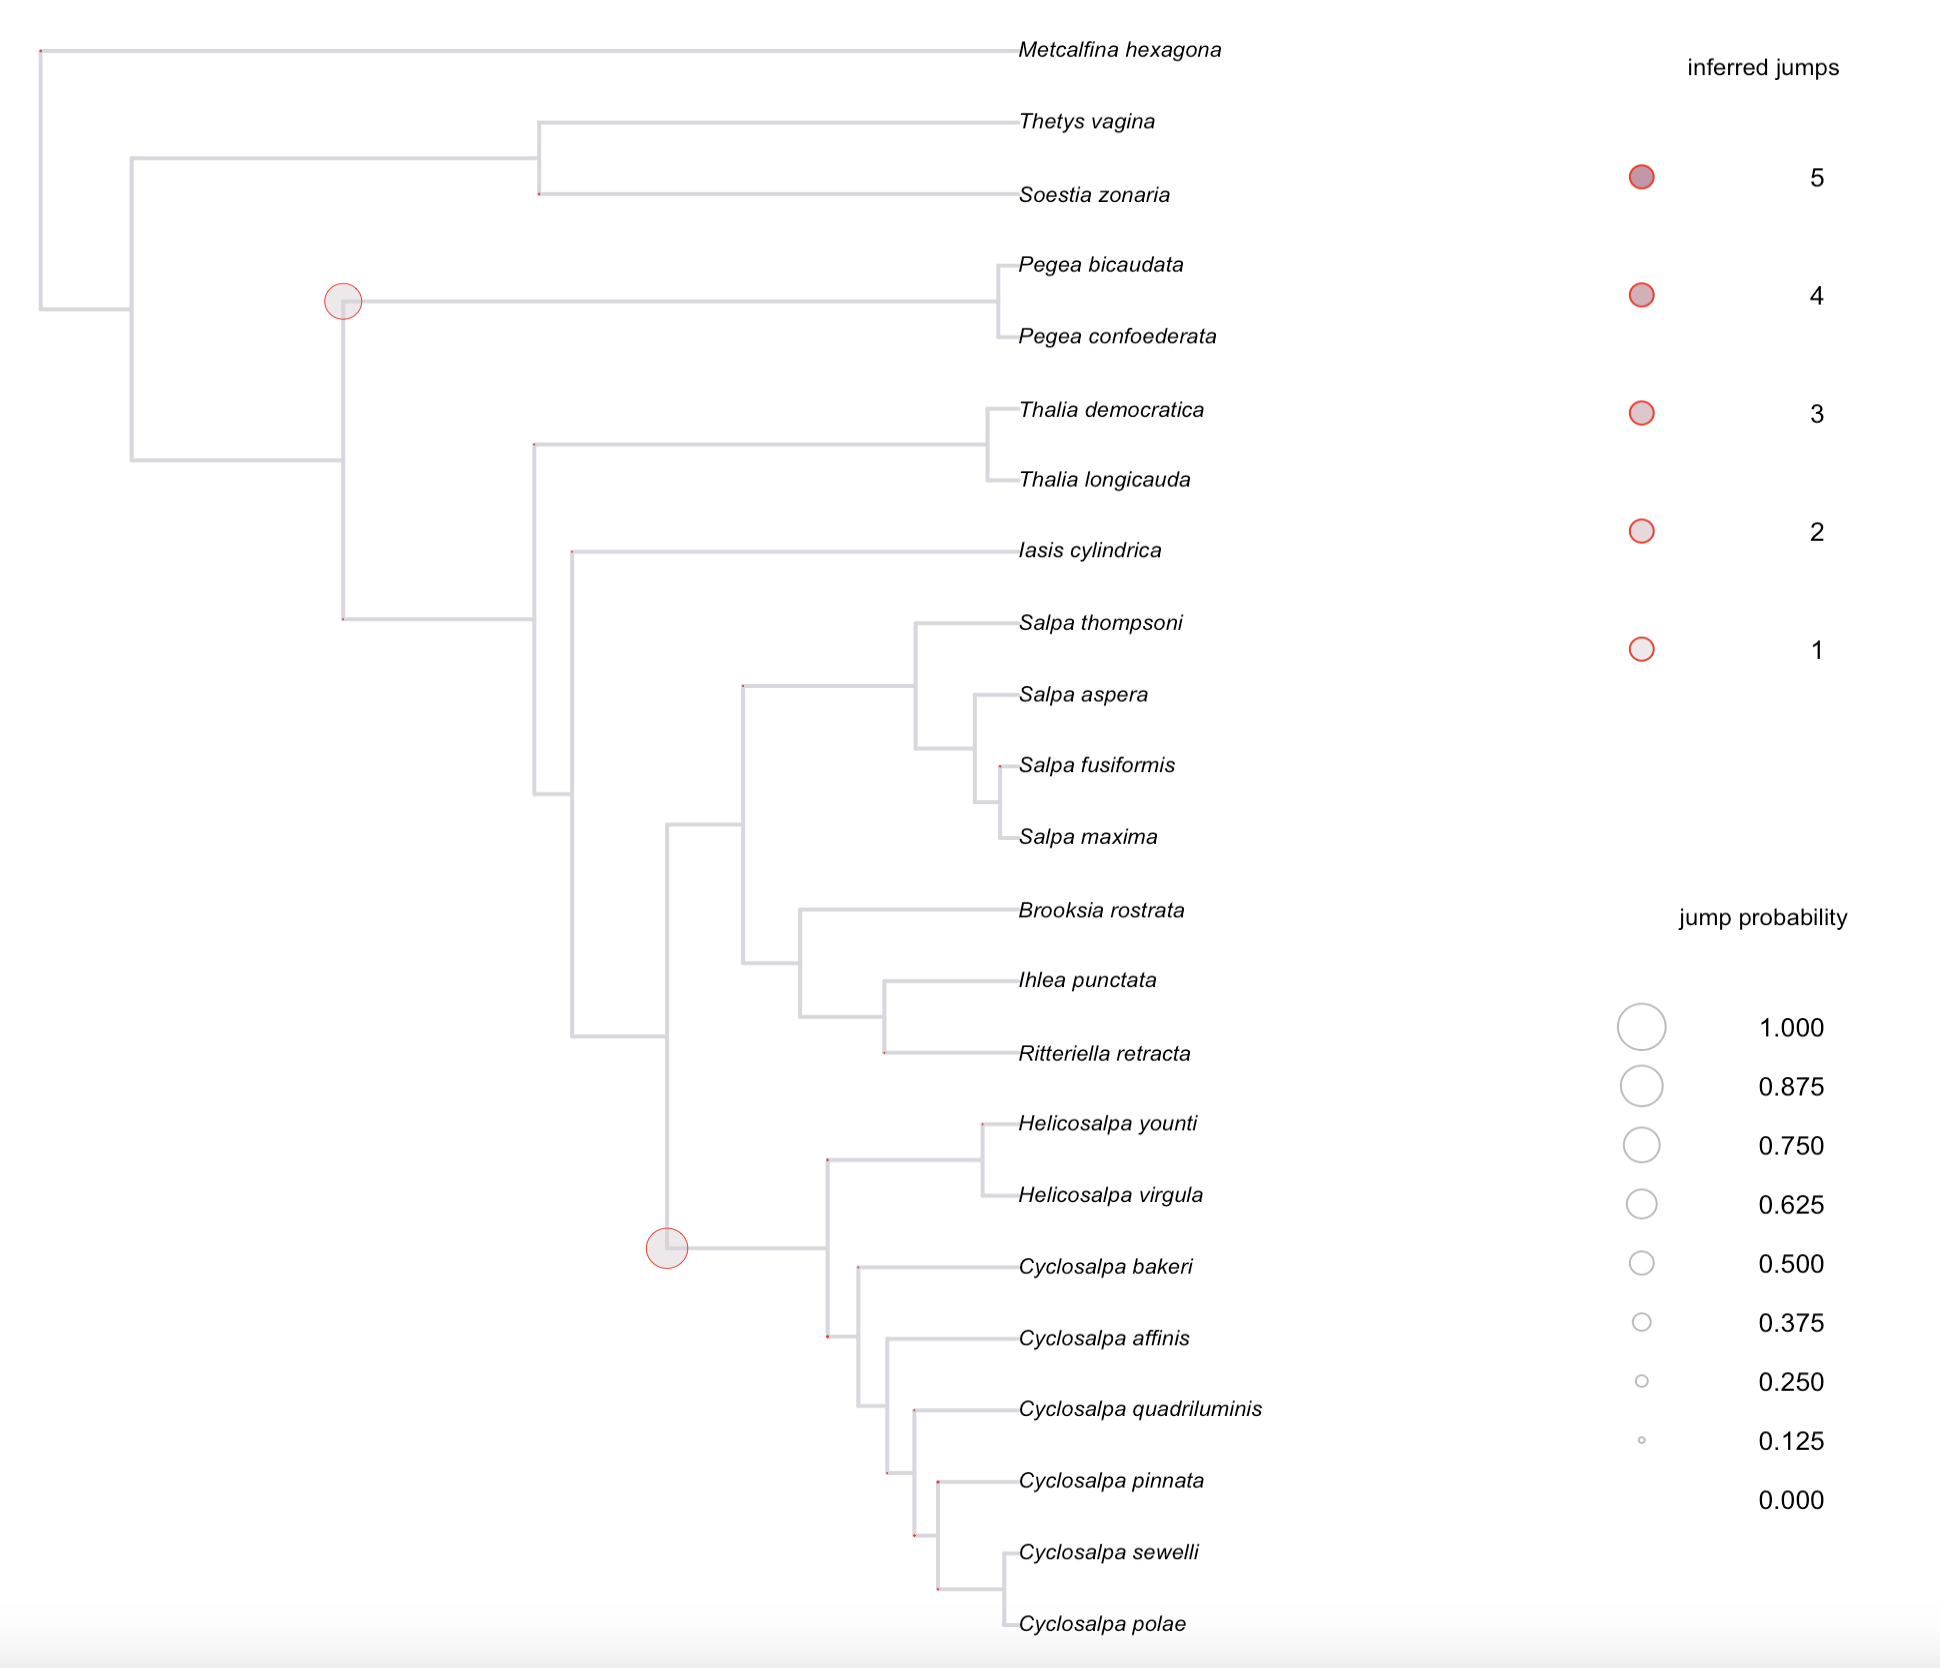 Metcalfina hexagona
Thetys vagina
Soestia zonaria
Pegea bicaudata
Pegea confoederata
Thalia democratica
Thalia longicauda
Iasis cylindrica
Salpa thompsoni
Salpa aspera
Salpa fusiformis
Salpa maxima
Brooksia rostrata
Ihlea punctata
Ritteriella retracta
Helicosalpa younti
Helicosalpa virgula
Cyclosalpa bakeri
Cyclosalpa affinis
Cyclosalpa quadriluminis
Cyclosalpa pinnata
Cyclosalpa sewelli
Cyclosalpa polae
inferred jumps
5
4
3
2
1
jump probability
1.000
0.875
0.750
0.625
0.500
0.375
0.250
0.125
0.000